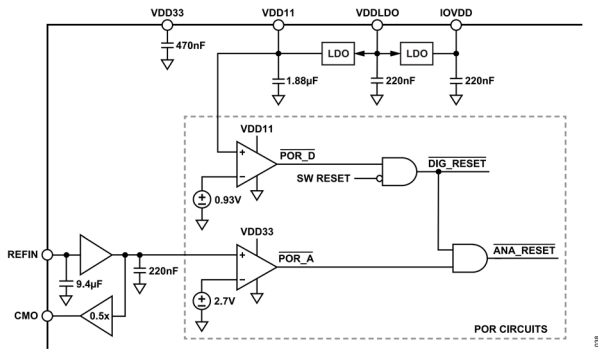 VDD33
VDD11
VDDLDO
IOVDD
LDO
LDO
470nF
1.88µF
220nF
220nF
VDD11
POR_D
DIG_RESET
SW RESET
0.93V
VDD33
REFIN
220nF
POR_A
ANA_RESET
9.4µF
2.7V
CMO
0.5x
POR CIRCUITS